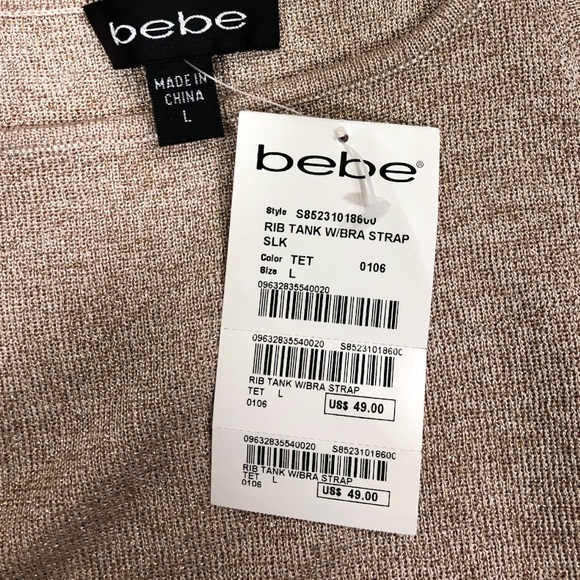 bebe
MADE IN
CHINA
L
bebe®
Style S85231018600
RIB TANK W/BRA STRAP
SLK
Color TET 0106
Size L
09632835540020
09632835540020 S85231018600
RIB TANK W/BRA STRAP
TET L
0106 US$ 49.00
09632835540020 S85231018600
RIB TANK W/BRA STRAP
TET L
0106 US$ 49.00